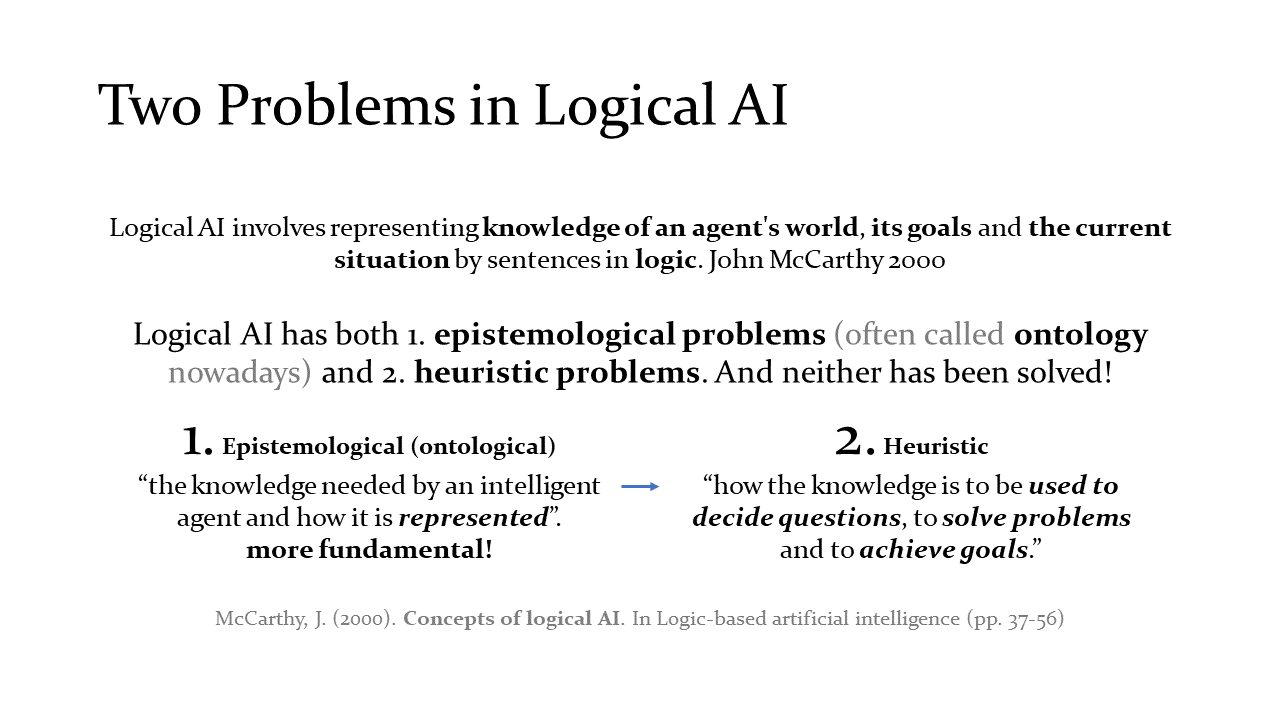 Two Problems in Logical AI
Logical AI involves representing knowledge of an agent's world, its goals and the current
situation by sentences in logic. John McCarthy 2000
Logical AI has both 1. epistemological problems (often called ontology
nowadays) and 2. heuristic problems. And neither has been solved!
1. Epistemological (ontological)
“the knowledge needed by an intelligent
agent and how it is represented”.
more fundamental!
2. Heuristic
“how the knowledge is to be used to
decide questions, to solve problems
and to achieve goals.”
McCarthy, J. (2000). Concepts of logical AI. In Logic-based artificial intelligence (pp. 37-56)